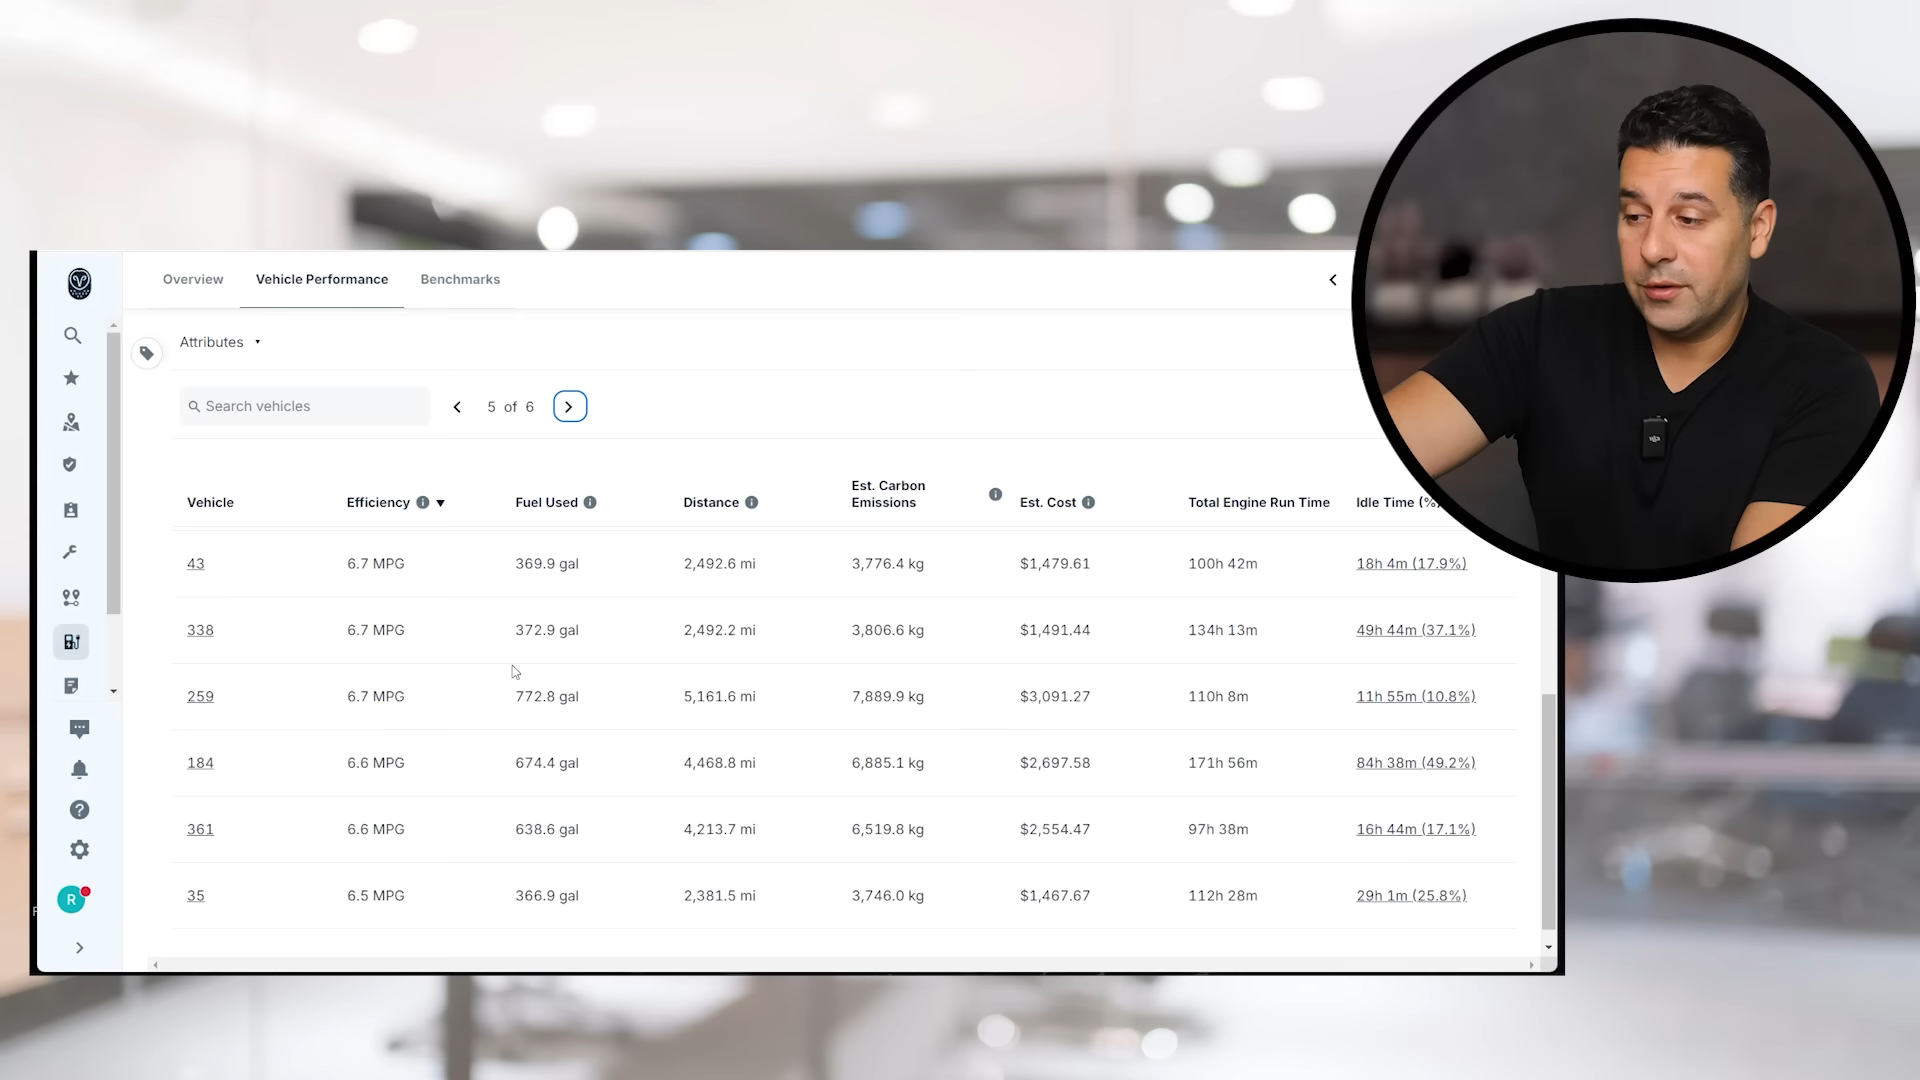 Overview Vehicle Performance Benchmarks
Attributes
Search vehicles 5 of 6
Vehicle Efficiency Fuel Used Distance Est. Carbon Emissions Est. Cost Total Engine Run Time Idle Time (%
43 6.7 MPG 369.9 gal 2,492.6 mi 3,776.4 kg $1,479.61 100h 42m 18h 4m (17.9%)
338 6.7 MPG 372.9 gal 2,492.2 mi 3,806.6 kg $1,491.44 134h 13m 49h 44m (37.1%)
259 6.7 MPG 772.8 gal 5,161.6 mi 7,889.9 kg $3,091.27 110h 8m 11h 55m (10.8%)
184 6.6 MPG 674.4 gal 4,468.8 mi 6,885.1 kg $2,697.58 171h 56m 84h 38m (49.2%)
361 6.6 MPG 638.6 gal 4,213.7 mi 6,519.8 kg $2,554.47 97h 38m 16h 44m (17.1%)
35 6.5 MPG 366.9 gal 2,381.5 mi 3,746.0 kg $1,467.67 112h 28m 29h 1m (25.8%)
R